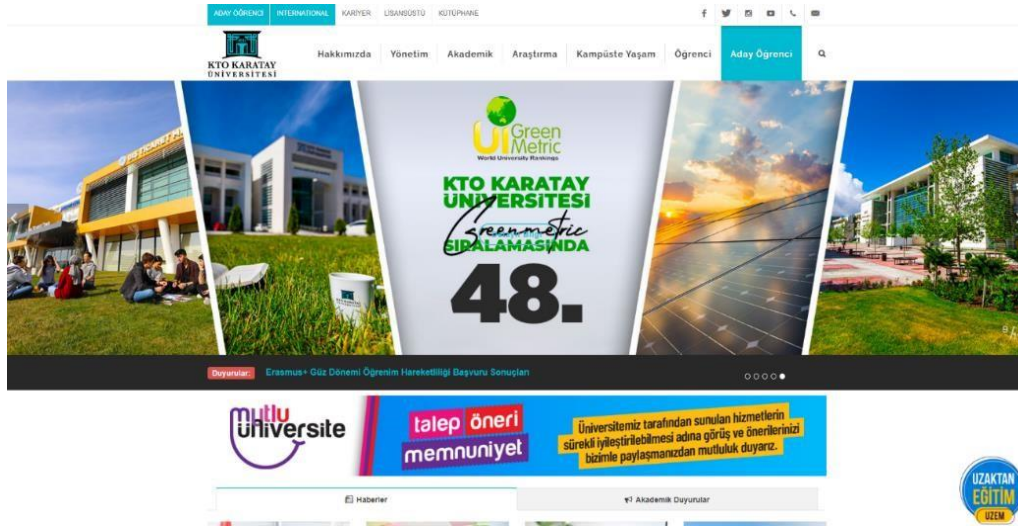 ADAY ÖĞRENCİ INTERNATIONAL KARİYER LİSANSÜSTÜ KÜTÜPHANE
KTO KARATAY
ÜNİVERSİTESİ
Hakkımızda Yönetim Akademik Araştırma Kampüste Yaşam Öğrenci Aday Öğrenci
UI Green
Metric
World University Rankings
KTO KARATAY
ÜNİVERSİTESİ
Greenmetric
SIRALAMASINDA
48.
Duyurular: Erasmus+ Güz Dönemi Öğrenim Hareketliliği Başvuru Sonuçları
mutlu
üniversite
talep öneri
memnuniyet
Üniversitemiz tarafından sunulan hizmetlerin
sürekli iyileştirilebilmesi adına görüş ve önerilerinizi
bizimle paylaşmanızdan mutluluk duyarız.
UZAKTAN
EĞİTİM
UZEM
Haberler Akademik Duyurular